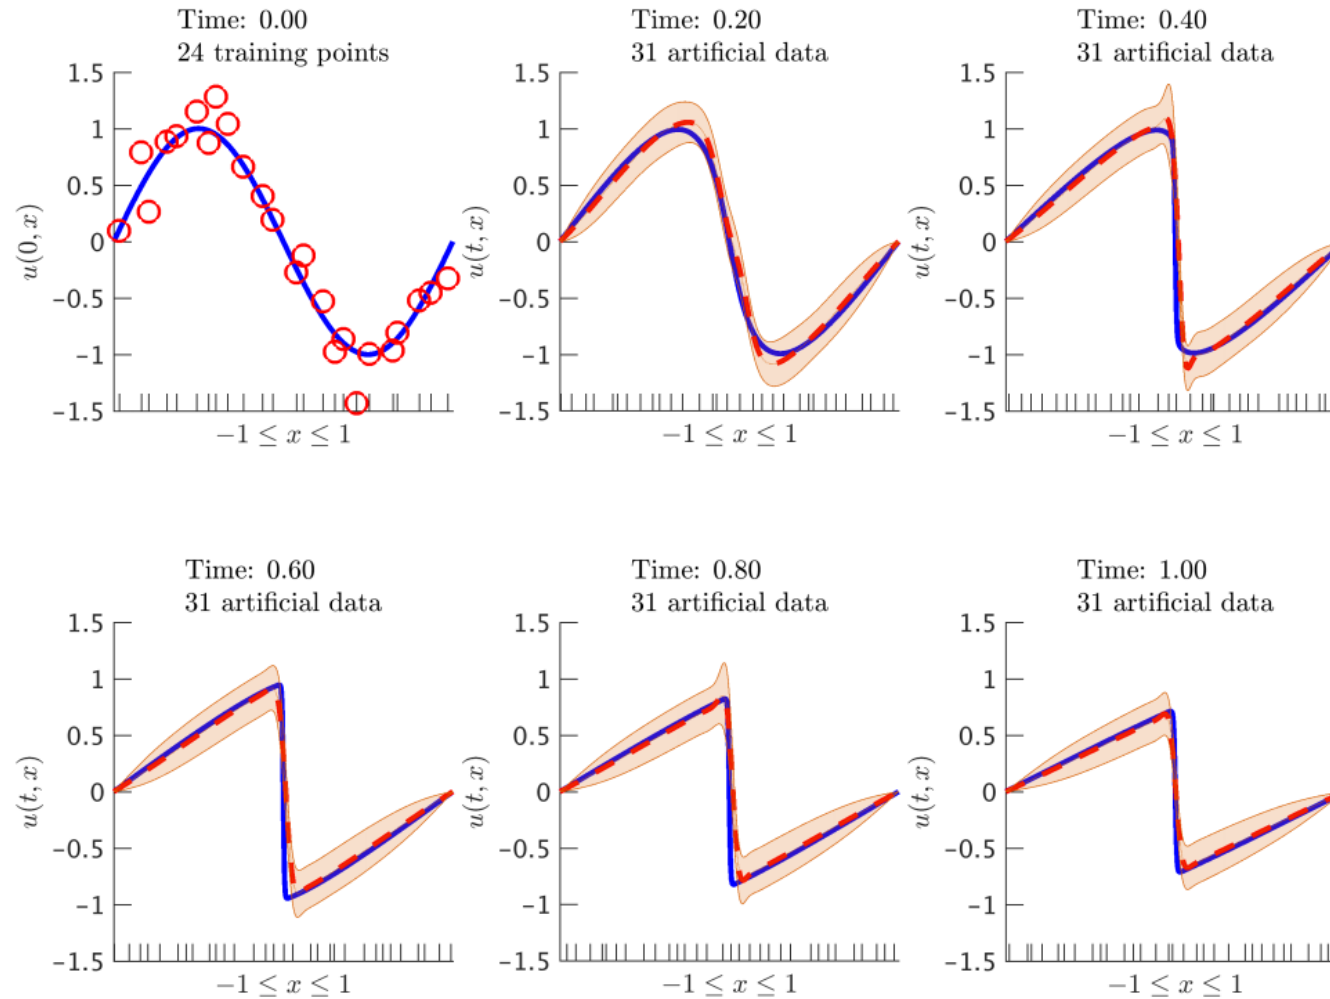 Time: 0.00
24 training points
1.5
1
0.5
0
−0.5
−1
−1.5
u(0, x)
−1 ≤ x ≤ 1
Time: 0.20
31 artificial data
1.5
1
0.5
0
−0.5
−1
−1.5
u(t, x)
−1 ≤ x ≤ 1
Time: 0.40
31 artificial data
1.5
1
0.5
0
−0.5
−1
−1.5
u(t, x)
−1 ≤ x ≤ 1
Time: 0.60
31 artificial data
1.5
1
0.5
0
−0.5
−1
−1.5
u(t, x)
−1 ≤ x ≤ 1
Time: 0.80
31 artificial data
1.5
1
0.5
0
−0.5
−1
−1.5
u(t, x)
−1 ≤ x ≤ 1
Time: 1.00
31 artificial data
1.5
1
0.5
0
−0.5
−1
−1.5
u(t, x)
−1 ≤ x ≤ 1